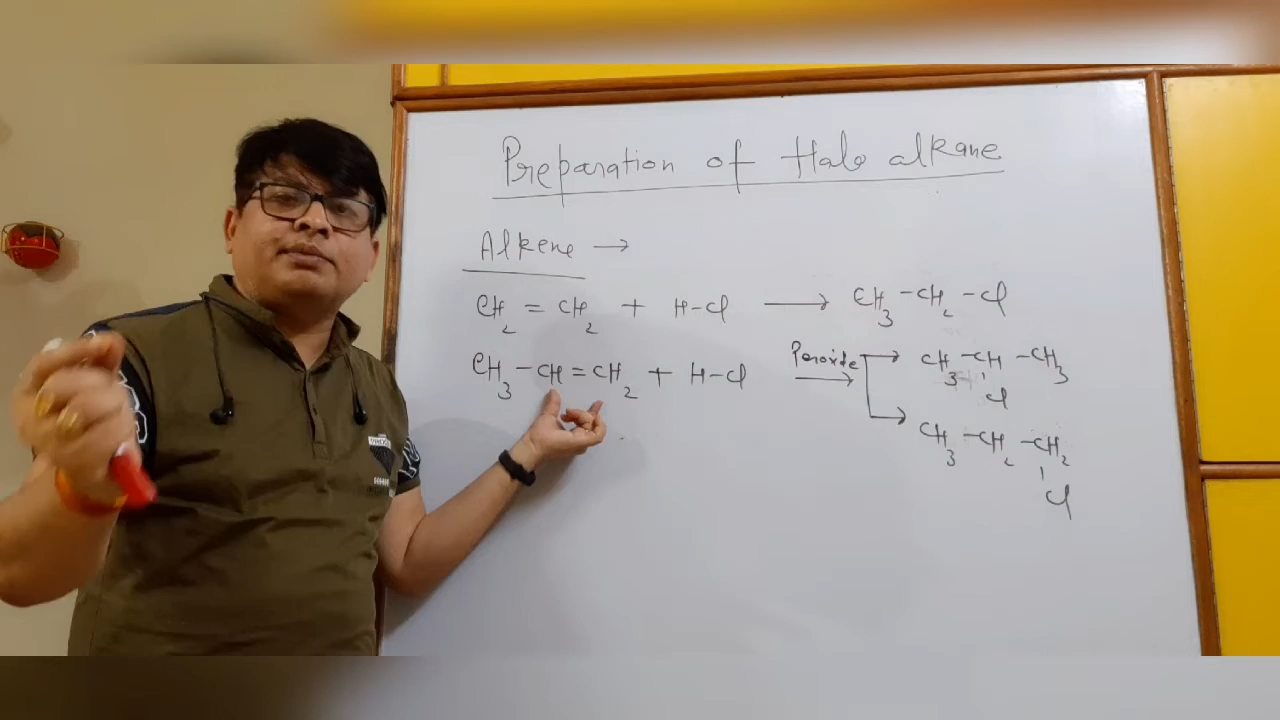 Preparation of Halo alkane
Alkene →
CH₂ = CH₂ + H-Cl ⟶ CH₃ - CH₂ - Cl
CH₃ - CH = CH₂ + H-Cl Peroxide ⟶ CH₃ - CH - CH₃
Cl
CH₃ - CH₂ - CH₂
Cl